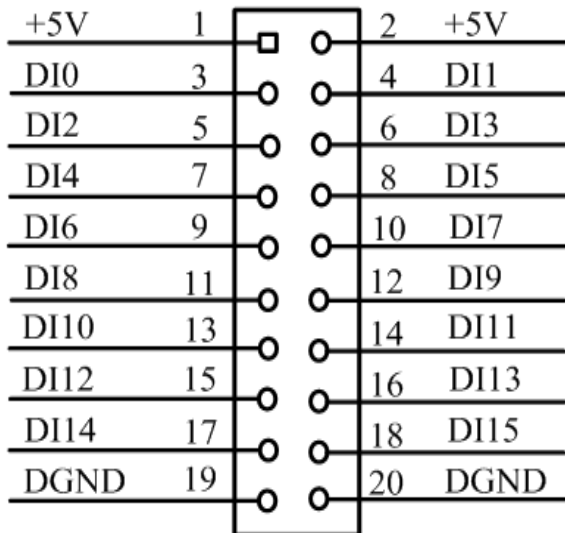 +5V 1 2 +5V
DI0 3 4 DI1
DI2 5 6 DI3
DI4 7 8 DI5
DI6 9 10 DI7
DI8 11 12 DI9
DI10 13 14 DI11
DI12 15 16 DI13
DI14 17 18 DI15
DGND 19 20 DGND